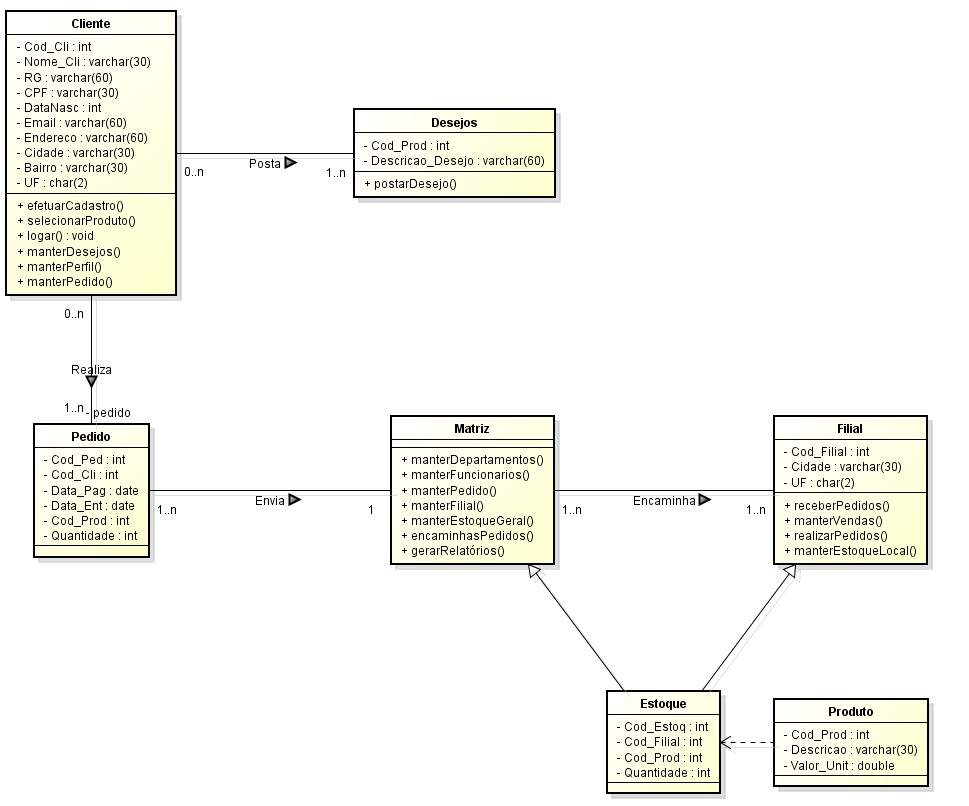 Cliente
- Cod_Cli : int
- Nome_Cli : varchar(30)
- RG : varchar(60)
- CPF : varchar(30)
- DataNasc : int
- Email : varchar(60)
- Endereco : varchar(60)
- Cidade : varchar(30)
- Bairro : varchar(30)
- UF : char(2)
+ efetuarCadastro()
+ selecionarProduto()
+ logar() : void
+ manterDesejos()
+ manterPerfil()
+ manterPedido()
0..n
Posta
1..n
Desejos
- Cod_Prod : int
- Descricao_Desejo : varchar(60)
+ postarDesejo()
0..n
Realiza
1..n
- pedido
Pedido
- Cod_Ped : int
- Cod_Cli : int
- Data_Pag : date
- Data_Ent : date
- Cod_Prod : int
- Quantidade : int
1..n
Envia
1
Matriz
+ manterDepartamentos()
+ manterFuncionarios()
+ manterPedido()
+ manterFilial()
+ manterEstoqueGeral()
+ encaminhasPedidos()
+ gerarRelatórios()
1..n
Encaminha
1..n
Filial
- Cod_Filial : int
- Cidade : varchar(30)
- UF : char(2)
+ receberPedidos()
+ manterVendas()
+ realizarPedidos()
+ manterEstoqueLocal()
Estoque
- Cod_Estoq : int
- Cod_Filial : int
- Cod_Prod : int
- Quantidade : int
Produto
- Cod_Prod : int
- Descricao : varchar(30)
- Valor_Unit : double